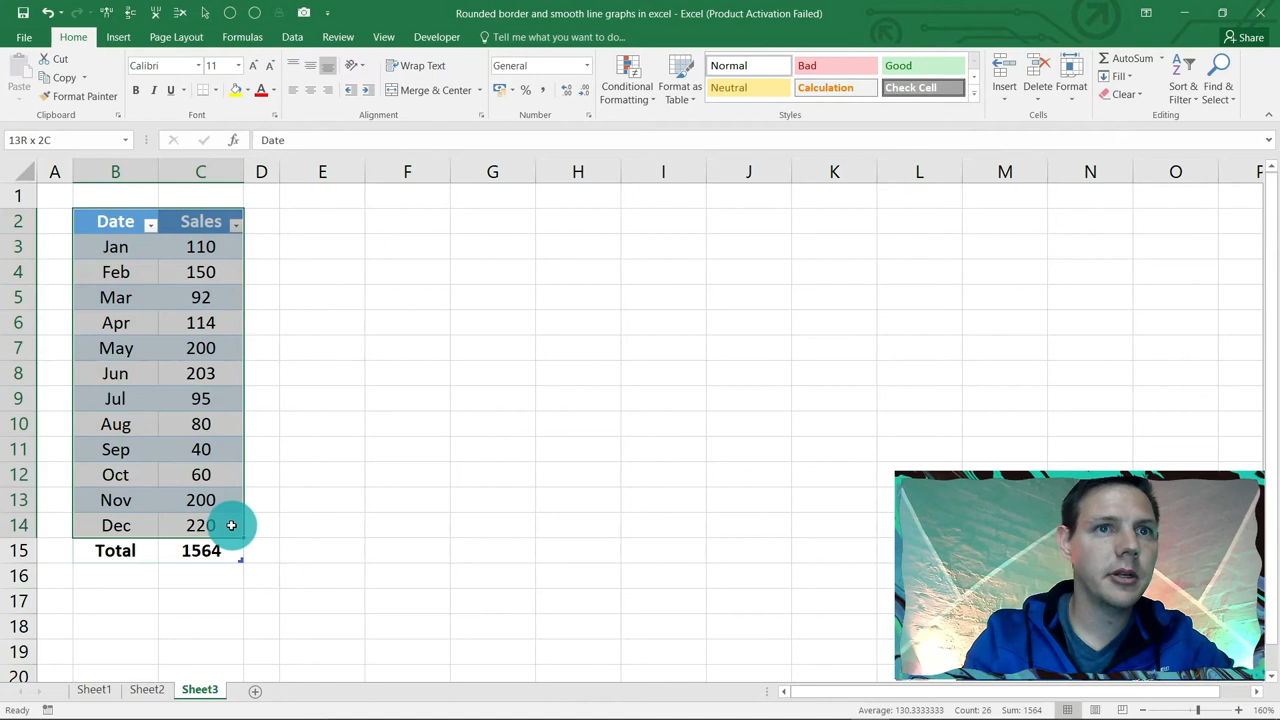 Rounded border and smooth line graphs in excel - Excel (Product Activation Failed)
File Home Insert Page Layout Formulas Data Review View Developer Tell me what you want to do... Share
Paste
Cut
Copy
Format Painter
Clipboard
Calibri 11
B I U
Font
Wrap Text
Merge & Center
Alignment
General
%
Number
Conditional Formatting
Format as Table
Normal Bad Good
Neutral Calculation Check Cell
Styles
Insert Delete Format
Cells
AutoSum
Fill
Clear
Sort & Filter
Find & Select
Editing
13R x 2C fx Date
A B C D E F G H I J K L M N O P
1
2 Date Sales
3 Jan 110
4 Feb 150
5 Mar 92
6 Apr 114
7 May 200
8 Jun 203
9 Jul 95
10 Aug 80
11 Sep 40
12 Oct 60
13 Nov 200
14 Dec 220
15 Total 1564
16
17
18
19
20
Sheet1 Sheet2 Sheet3
Ready Average: 130.3333333 Count: 26 Sum: 1564 160%